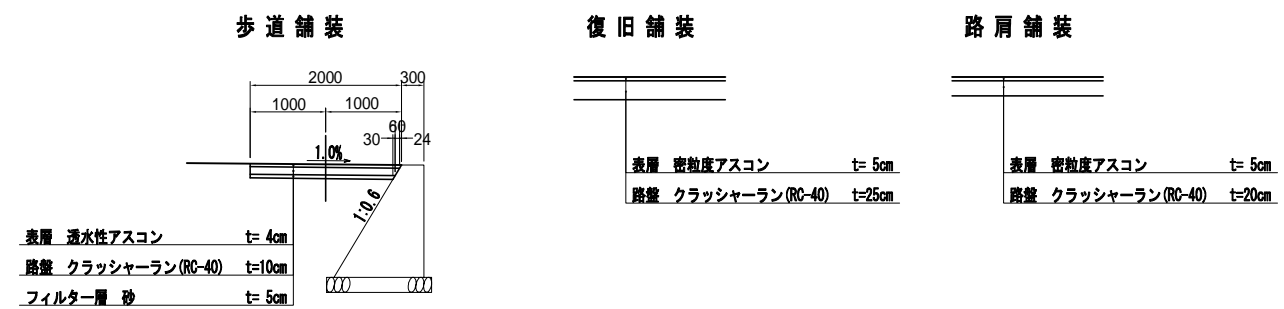 歩道舗装
復旧舗装
路肩舗装
2000
300
1000
1000
60
30
24
1.0%
1:0.6
表層 透水性アスコン t= 4cm
路盤 クラッシャーラン(RC-40) t=10cm
フィルター層 砂 t= 5cm
表層 密粒度アスコン t= 5cm
路盤 クラッシャーラン(RC-40) t=25cm
表層 密粒度アスコン t= 5cm
路盤 クラッシャーラン(RC-40) t=20cm